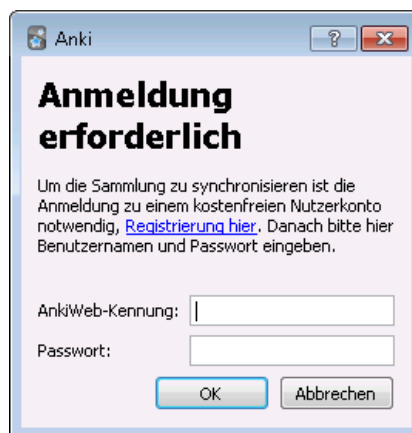 Anki
Anmeldung
erforderlich
Um die Sammlung zu synchronisieren ist die
Anmeldung zu einem kostenfreien Nutzerkonto
notwendig, Registrierung hier. Danach bitte hier
Benutzernamen und Passwort eingeben.
AnkiWeb-Kennung:
Passwort:
OK Abbrechen